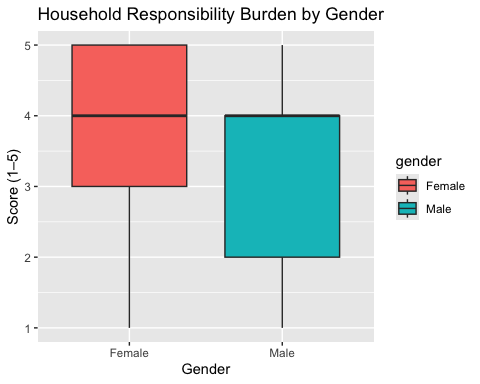 Household Responsibility Burden by Gender
Score (1–5)
5
4
3
2
1
Female
Male
Gender
gender
Female
Male